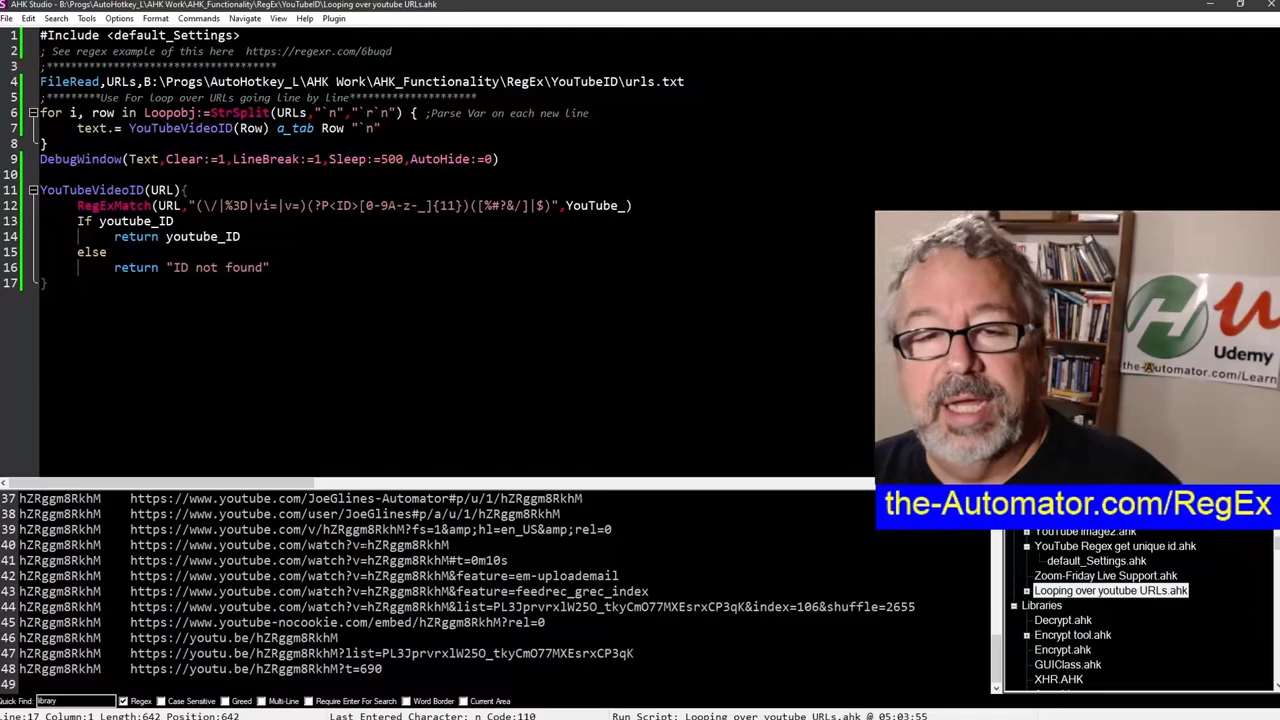 AHK Studio - B:\Progs\AutoHotkey_L\AHK Work\AHK_Functionality\RegEx\YouTubeID\Looping over youtube URLs.ahk
File Edit Search Tools Options Format Commands Navigate View Help Plugin
1 #Include <default_Settings>
2 ; See regex example of this here https://regexr.com/6buqd
3 ;**************************************
4 FileRead,URLs,B:\Progs\AutoHotkey_L\AHK Work\AHK_Functionality\RegEx\YouTubeID\urls.txt
5 ;*********Use For loop over URLs going line by line*********************
6 for i, row in Loopobj:=StrSplit(URLs,"`n","`r`n") { ;Parse Var on each new line
7 text.= YouTubeVideoID(Row) a_tab Row "`n"
8 }
9 DebugWindow(Text,Clear:=1,LineBreak:=1,Sleep:=500,AutoHide:=0)
10
11 YouTubeVideoID(URL){
12 RegExMatch(URL,"(\/|%3D|vi=|v=)(?P<ID>[0-9A-z-_]{11})([%#?&/]|$)",YouTube_)
13 If youtube_ID
14 return youtube_ID
15 else
16 return "ID not found"
17 }
Udemy
the-Automator.com/Learn
the-Automator.com/RegEx
37 hZRggm8RkhM https://www.youtube.com/JoeGlines-Automator#p/u/1/hZRggm8RkhM
38 hZRggm8RkhM https://www.youtube.com/user/JoeGlines#p/a/u/1/hZRggm8RkhM
39 hZRggm8RkhM https://www.youtube.com/v/hZRggm8RkhM?fs=1&amp;hl=en_US&amp;rel=0
40 hZRggm8RkhM https://www.youtube.com/watch?v=hZRggm8RkhM
41 hZRggm8RkhM https://www.youtube.com/watch?v=hZRggm8RkhM#t=0m10s
42 hZRggm8RkhM https://www.youtube.com/watch?v=hZRggm8RkhM&feature=em-uploademail
43 hZRggm8RkhM https://www.youtube.com/watch?v=hZRggm8RkhM&feature=feedrec_grec_index
44 hZRggm8RkhM https://www.youtube.com/watch?v=hZRggm8RkhM&list=PL3JprvrxlW25O_tkyCmO77MXEsrxCP3qK&index=106&shuffle=2655
45 hZRggm8RkhM https://www.youtube-nocookie.com/embed/hZRggm8RkhM?rel=0
46 hZRggm8RkhM https://youtu.be/hZRggm8RkhM
47 hZRggm8RkhM https://youtu.be/hZRggm8RkhM?list=PL3JprvrxlW25O_tkyCmO77MXEsrxCP3qK
48 hZRggm8RkhM https://youtu.be/hZRggm8RkhM?t=690
49
YouTube Image2.ahk
YouTube Regex get unique id.ahk
default_Settings.ahk
Zoom-Friday Live Support.ahk
Looping over youtube URLs.ahk
Libraries
Decrypt.ahk
Encrypt tool.ahk
Encrypt.ahk
GUIClass.ahk
XHR.AHK
Quick Find: library Regex Case Sensitive Greed Multi-Line Require Enter For Search Word Border Current Area
Line:17 Column:1 Length:642 Position:642 Last Entered Character: n Code:110 Run Script: Looping over youtube URLs.ahk @ 05:03:55